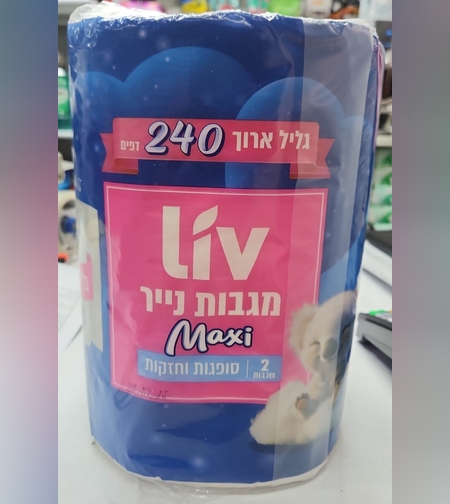 גליל ארוך 240 דפים
liv
מגבות נייר
Maxi
2 שכבות | סופגות וחזקות